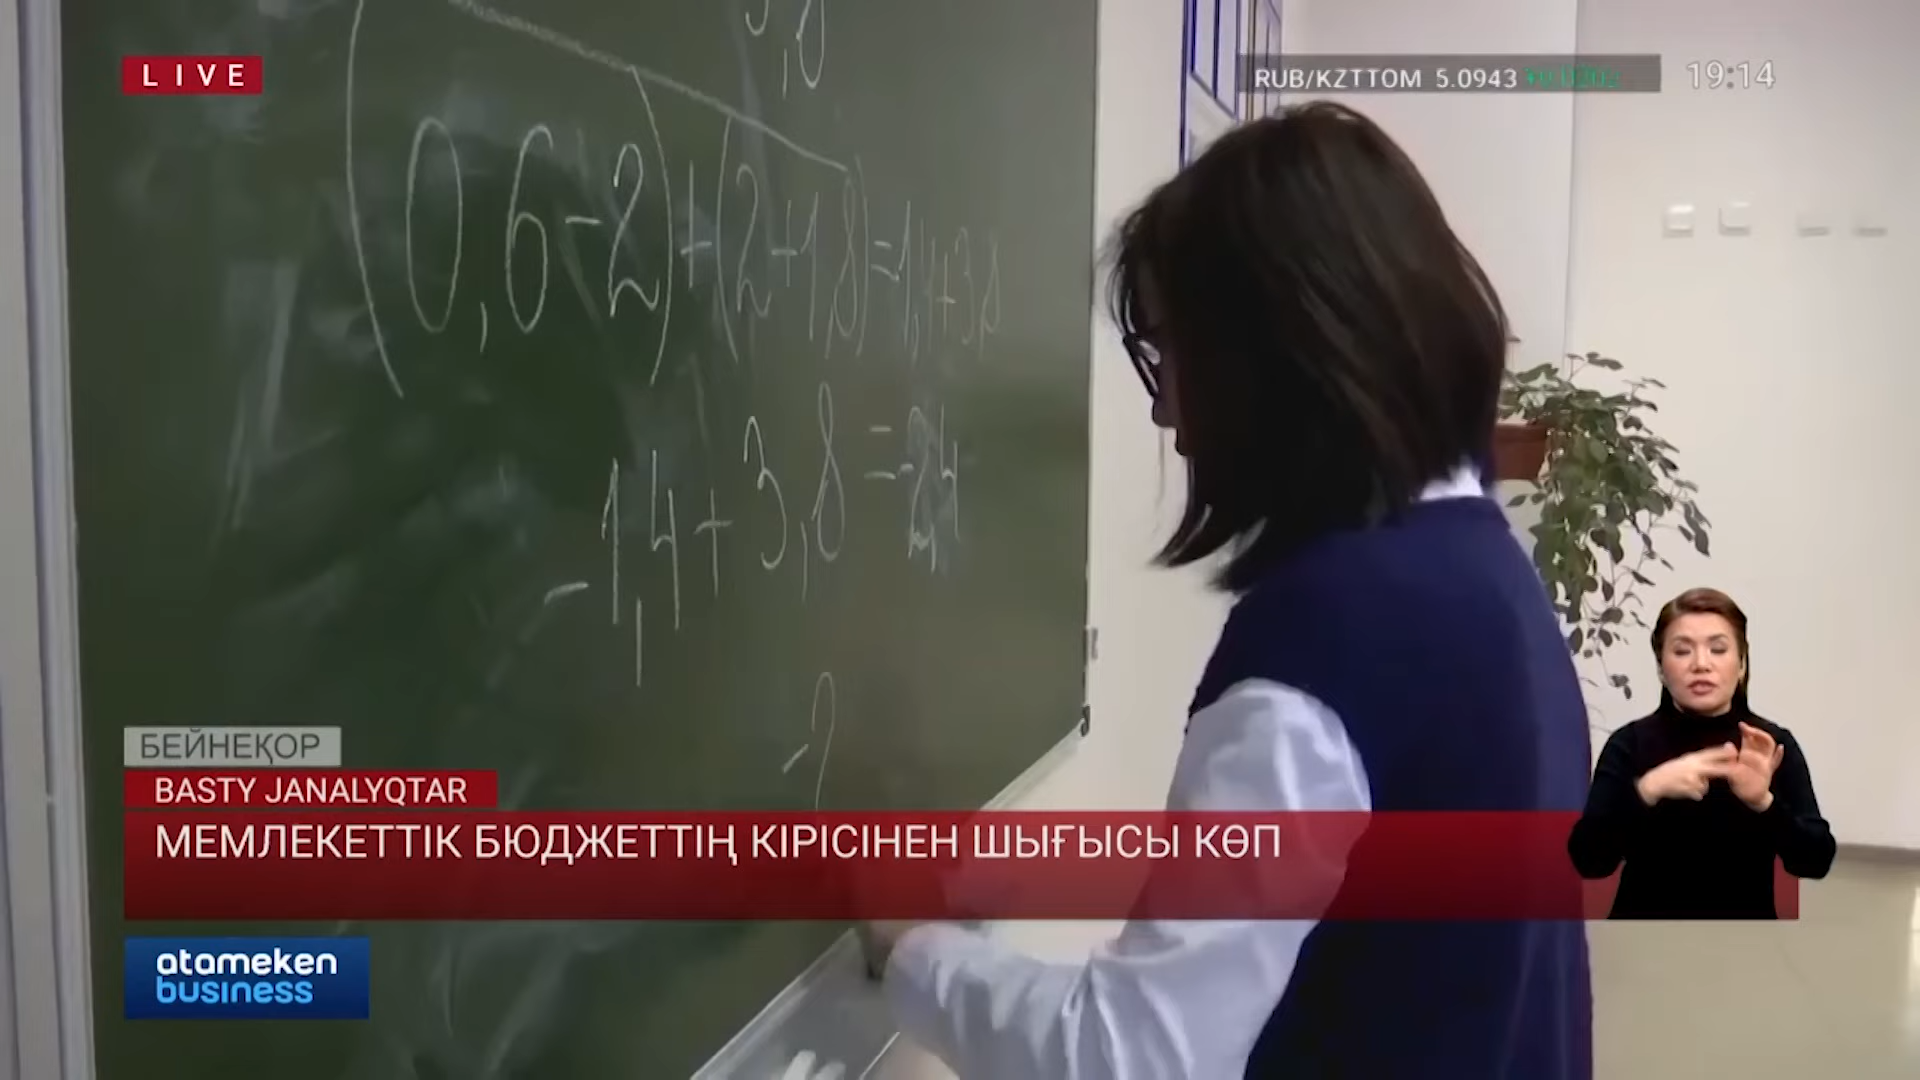 LIVE
RUB/KZTTOM 5.0943
19:14
,8
(0,6-2)+(2+1,8)=1,4+3,8
-1,4+3,8=-2,4
БЕЙНЕҚОР
BASTY JANALYQTAR
МЕМЛЕКЕТТІК БЮДЖЕТТІҢ КІРІСІНЕН ШЫҒЫСЫ КӨП
atameken
business